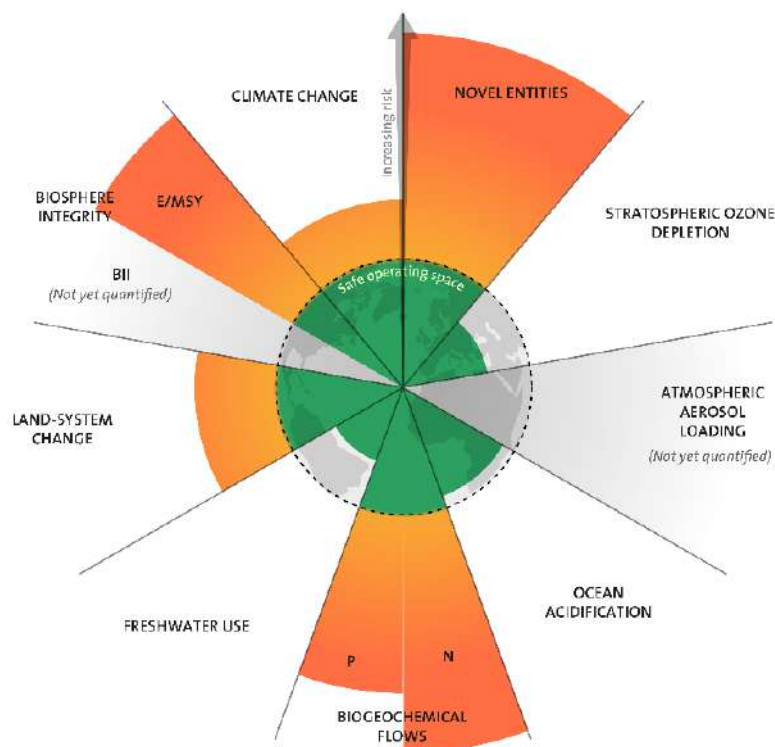 CLIMATE CHANGE
Increasing risk
NOVEL ENTITIES
BIOSPHERE
INTEGRITY
E/MSY
STRATOSPHERIC OZONE
DEPLETION
BII
(Not yet quantified)
Safe operating space
LAND-SYSTEM
CHANGE
ATMOSPHERIC
AEROSOL
LOADING
(Not yet quantified)
FRESHWATER USE
OCEAN
ACIDIFICATION
P
N
BIOGEOCHEMICAL
FLOWS